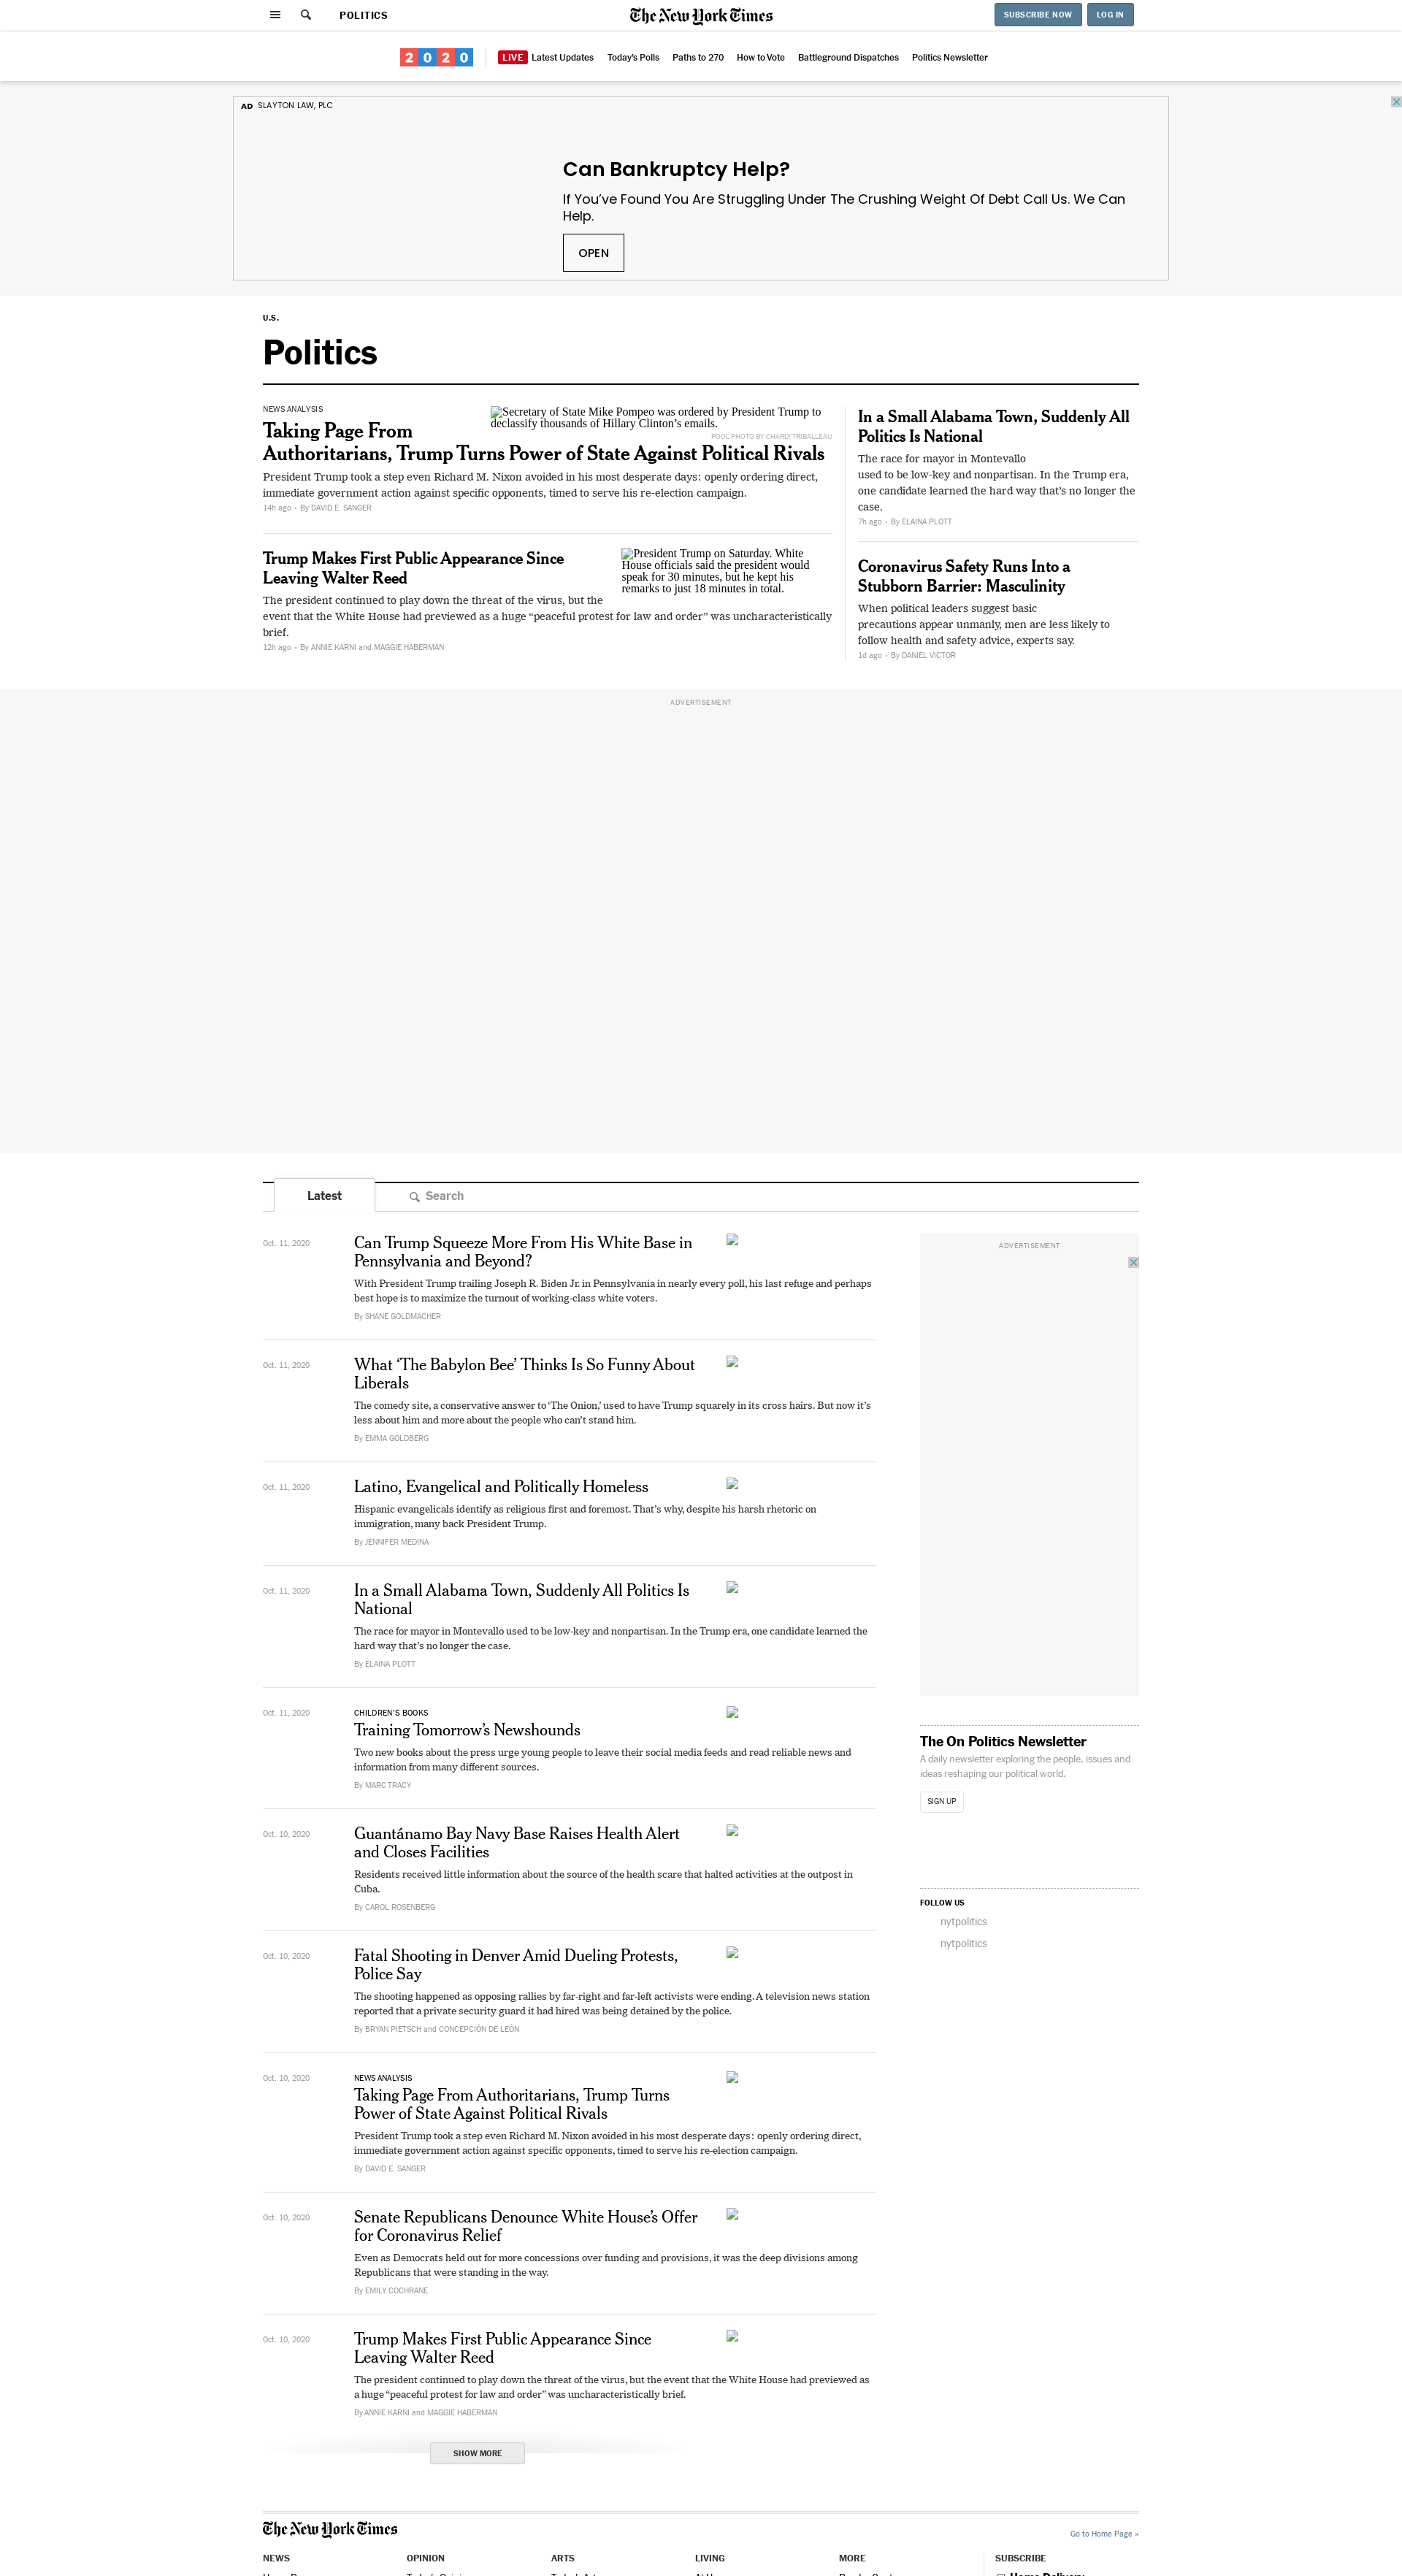 POLITICS
The New York Times
SUBSCRIBE NOW
LOG IN
2020
LIVE Latest Updates
Today's Polls
Paths to 270
How to Vote
Battleground Dispatches
Politics Newsletter
AD SLAYTON LAW, PLC
Can Bankruptcy Help?
If You've Found You Are Struggling Under The Crushing Weight Of Debt Call Us. We Can
Help.
OPEN
U.S.
Politics
NEWS ANALYSIS
Secretary of State Mike Pompeo was ordered by President Trump to
declassify thousands of Hillary Clinton's emails.
POOL PHOTO BY CHARLY TRIBALLEAU
Taking Page From
Authoritarians, Trump Turns Power of State Against Political Rivals
President Trump took a step even Richard M. Nixon avoided in his most desperate days: openly ordering direct,
immediate government action against specific opponents, timed to serve his re-election campaign.
14h ago • By DAVID E. SANGER
Trump Makes First Public Appearance Since
Leaving Walter Reed
President Trump on Saturday. White
House officials said the president would
speak for 30 minutes, but he kept his
remarks to just 18 minutes in total.
The president continued to play down the threat of the virus, but the
event that the White House had previewed as a huge “peaceful protest for law and order” was uncharacteristically
brief.
12h ago • By ANNIE KARNI and MAGGIE HABERMAN
In a Small Alabama Town, Suddenly All
Politics Is National
The race for mayor in Montevallo
used to be low-key and nonpartisan. In the Trump era,
one candidate learned the hard way that’s no longer the
case.
7h ago • By ELAINA PLOTT
Coronavirus Safety Runs Into a
Stubborn Barrier: Masculinity
When political leaders suggest basic
precautions appear unmanly, men are less likely to
follow health and safety advice, experts say.
1d ago • By DANIEL VICTOR
ADVERTISEMENT
Latest
Search
Oct. 11, 2020
Can Trump Squeeze More From His White Base in
Pennsylvania and Beyond?
With President Trump trailing Joseph R. Biden Jr. in Pennsylvania in nearly every poll, his last refuge and perhaps
best hope is to maximize the turnout of working-class white voters.
By SHANE GOLDMACHER
Oct. 11, 2020
What ‘The Babylon Bee’ Thinks Is So Funny About
Liberals
The comedy site, a conservative answer to ‘The Onion,’ used to have Trump squarely in its cross hairs. But now it’s
less about him and more about the people who can’t stand him.
By EMMA GOLDBERG
Oct. 11, 2020
Latino, Evangelical and Politically Homeless
Hispanic evangelicals identify as religious first and foremost. That’s why, despite his harsh rhetoric on
immigration, many back President Trump.
By JENNIFER MEDINA
Oct. 11, 2020
In a Small Alabama Town, Suddenly All Politics Is
National
The race for mayor in Montevallo used to be low-key and nonpartisan. In the Trump era, one candidate learned the
hard way that’s no longer the case.
By ELAINA PLOTT
Oct. 11, 2020
CHILDREN’S BOOKS
Training Tomorrow’s Newshounds
Two new books about the press urge young people to leave their social media feeds and read reliable news and
information from many different sources.
By MARC TRACY
Oct. 10, 2020
Guantánamo Bay Navy Base Raises Health Alert
and Closes Facilities
Residents received little information about the source of the health scare that halted activities at the outpost in
Cuba.
By CAROL ROSENBERG
Oct. 10, 2020
Fatal Shooting in Denver Amid Dueling Protests,
Police Say
The shooting happened as opposing rallies by far-right and far-left activists were ending. A television news station
reported that a private security guard it had hired was being detained by the police.
By BRYAN PIETSCH and CONCEPCIÓN DE LEÓN
Oct. 10, 2020
NEWS ANALYSIS
Taking Page From Authoritarians, Trump Turns
Power of State Against Political Rivals
President Trump took a step even Richard M. Nixon avoided in his most desperate days: openly ordering direct,
immediate government action against specific opponents, timed to serve his re-election campaign.
By DAVID E. SANGER
Oct. 10, 2020
Senate Republicans Denounce White House’s Offer
for Coronavirus Relief
Even as Democrats held out for more concessions over funding and provisions, it was the deep divisions among
Republicans that were standing in the way.
By EMILY COCHRANE
Oct. 10, 2020
Trump Makes First Public Appearance Since
Leaving Walter Reed
The president continued to play down the threat of the virus, but the event that the White House had previewed as
a huge “peaceful protest for law and order” was uncharacteristically brief.
By ANNIE KARNI and MAGGIE HABERMAN
SHOW MORE
ADVERTISEMENT
The On Politics Newsletter
A daily newsletter exploring the people, issues and
ideas reshaping our political world.
SIGN UP
FOLLOW US
nytpolitics
nytpolitics
The New York Times
Go to Home Page »
NEWS
OPINION
ARTS
LIVING
MORE
SUBSCRIBE